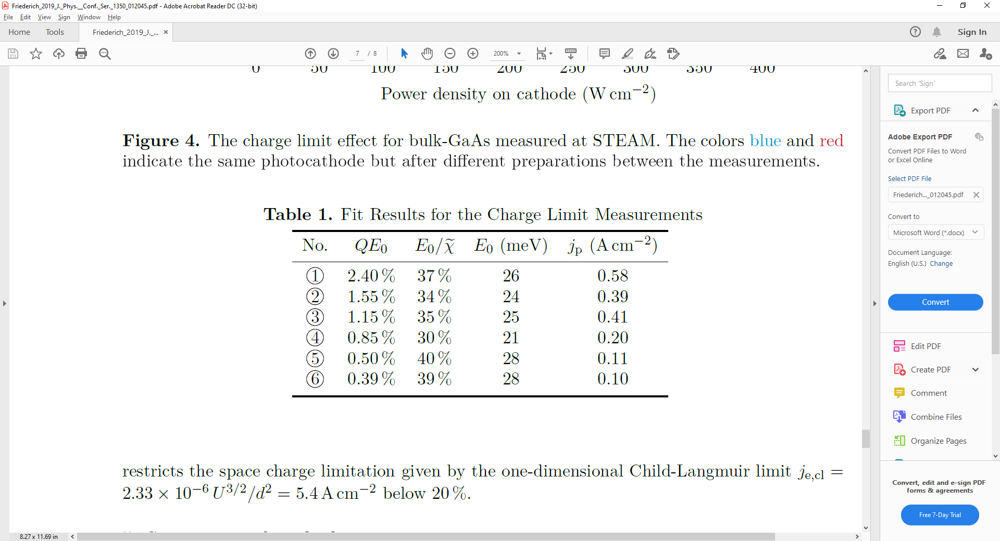 Friederich_2019_J._Phys.__Conf._Ser._1350_012045.pdf - Adobe Acrobat Reader DC (32-bit)
File Edit View Sign Window Help
Home Tools Friederich_2019_J._... ×
Sign In
7 / 8 200%
0 50 100 150 200 250 300 350 400
Power density on cathode (W cm−2)
Figure 4. The charge limit effect for bulk-GaAs measured at STEAM. The colors blue and red
indicate the same photocathode but after different preparations between the measurements.
Table 1. Fit Results for the Charge Limit Measurements
No. QE0 E0/χ̃ E0 (meV) jp (A cm−2)
① 2.40 % 37 % 26 0.58
② 1.55 % 34 % 24 0.39
③ 1.15 % 35 % 25 0.41
④ 0.85 % 30 % 21 0.20
⑤ 0.50 % 40 % 28 0.11
⑥ 0.39 % 39 % 28 0.10
restricts the space charge limitation given by the one-dimensional Child-Langmuir limit je,cl =
2.33 × 10−6 U3/2/d2 = 5.4 A cm−2 below 20 %.
8.27 x 11.69 in
Search 'Sign'
Export PDF
Adobe Export PDF
Convert PDF Files to Word
or Excel Online
Select PDF File
Friederich..._012045.pdf
Convert to
Microsoft Word (*.docx)
Document Language:
English (U.S.) Change
Convert
Edit PDF
Create PDF
Comment
Combine Files
Organize Pages
Convert, edit and e-sign PDF
forms & agreements
Free 7-Day Trial